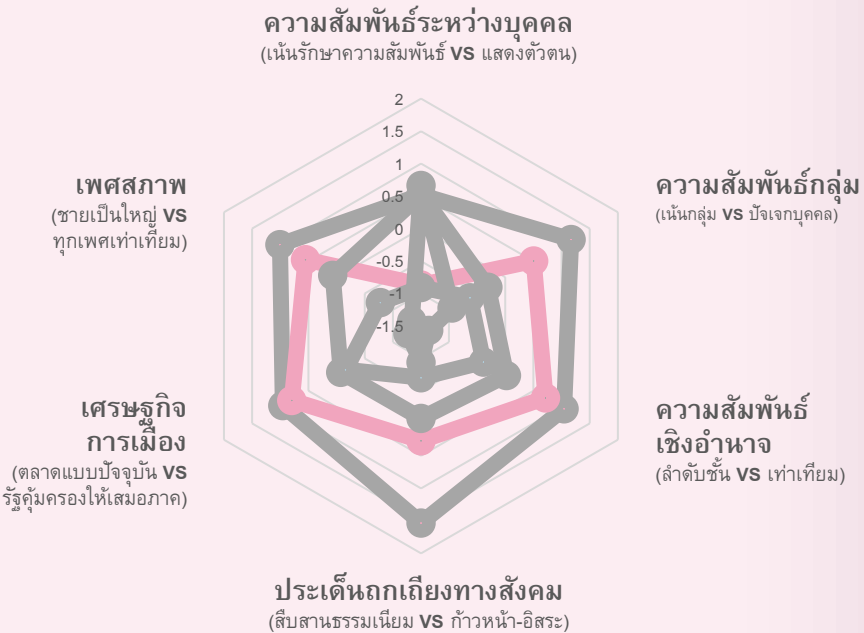 ความสัมพันธ์ระหว่างบุคคล
(เน้นรักษาความสัมพันธ์ VS แสดงตัวตน)
2
1.5
1
0.5
0
-0.5
-1
-1.5
เพศสภาพ
(ชายเป็นใหญ่ VS
ทุกเพศเท่าเทียม)
ความสัมพันธ์กลุ่ม
(เน้นกลุ่ม VS ปัจเจกบุคคล)
เศรษฐกิจ
การเมือง
(ตลาดแบบปัจจุบัน VS
รัฐคุ้มครองให้เสมอภาค)
ความสัมพันธ์
เชิงอำนาจ
(ลำดับชั้น VS เท่าเทียม)
ประเด็นถกเถียงทางสังคม
(สืบสานธรรมเนียม VS ก้าวหน้า-อิสระ)